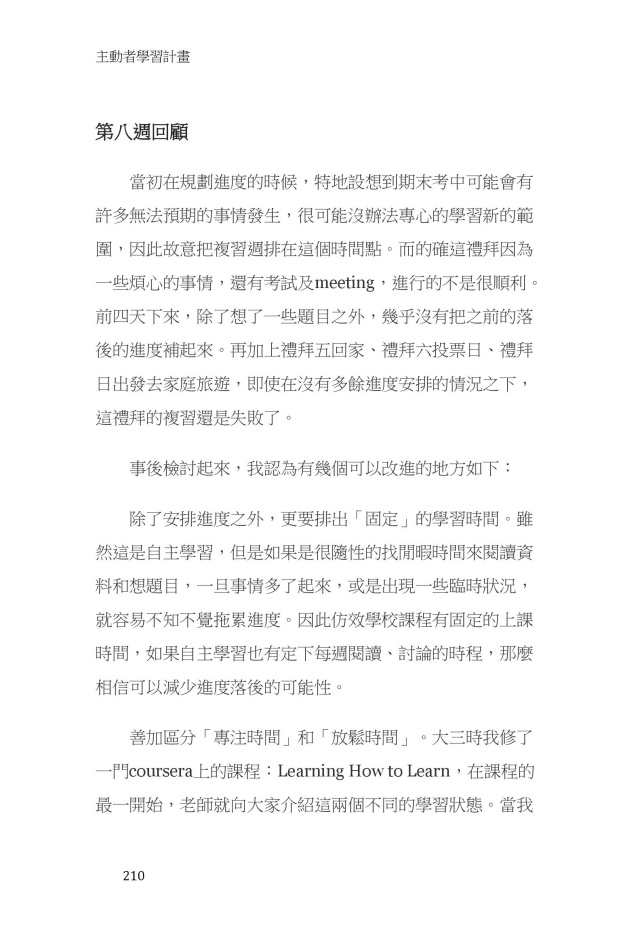 主動者學習計畫
第八週回顧
當初在規劃進度的時候，特地設想到期末考中可能會有
許多無法預期的事情發生，很可能沒辦法專心的學習新的範
圍，因此故意把複習週排在這個時間點。而的確這禮拜因為
一些煩心的事情，還有考試及meeting，進行的不是很順利。
前四天下來，除了想了一些題目之外，幾乎沒有把之前的落
後的進度補起來。再加上禮拜五回家、禮拜六投票日、禮拜
日出發去家庭旅遊，即使在沒有多餘進度安排的情況之下，
這禮拜的複習還是失敗了。
事後檢討起來，我認為有幾個可以改進的地方如下：
除了安排進度之外，更要排出「固定」的學習時間。雖
然這是自主學習，但是如果是很隨性的找閒暇時間來閱讀資
料和想題目，一旦事情多了起來，或是出現一些臨時狀況，
就容易不知不覺拖累進度。因此仿效學校課程有固定的上課
時間，如果自主學習也有定下每週閱讀、討論的時程，那麼
相信可以減少進度落後的可能性。
善加區分「專注時間」和「放鬆時間」。大三時我修了
一門coursera上的課程：Learning How to Learn，在課程的
最一開始，老師就向大家介紹這兩個不同的學習狀態。當我
210